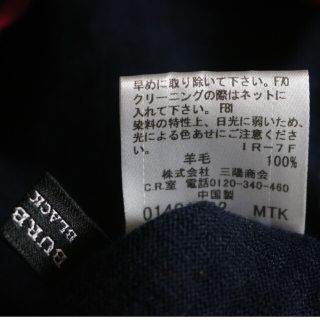 早めに取り除いて下さい。F70
クリーニングの際はネットに
入れて下さい。F81
染料の特性上、日光に弱いため、
光による色あせにご注意下さい。
IR-7F
羊毛 100%
株式会社 三陽商会
C.R.室 電話0120-340-460
中国製
MTK
BURB
BLACK